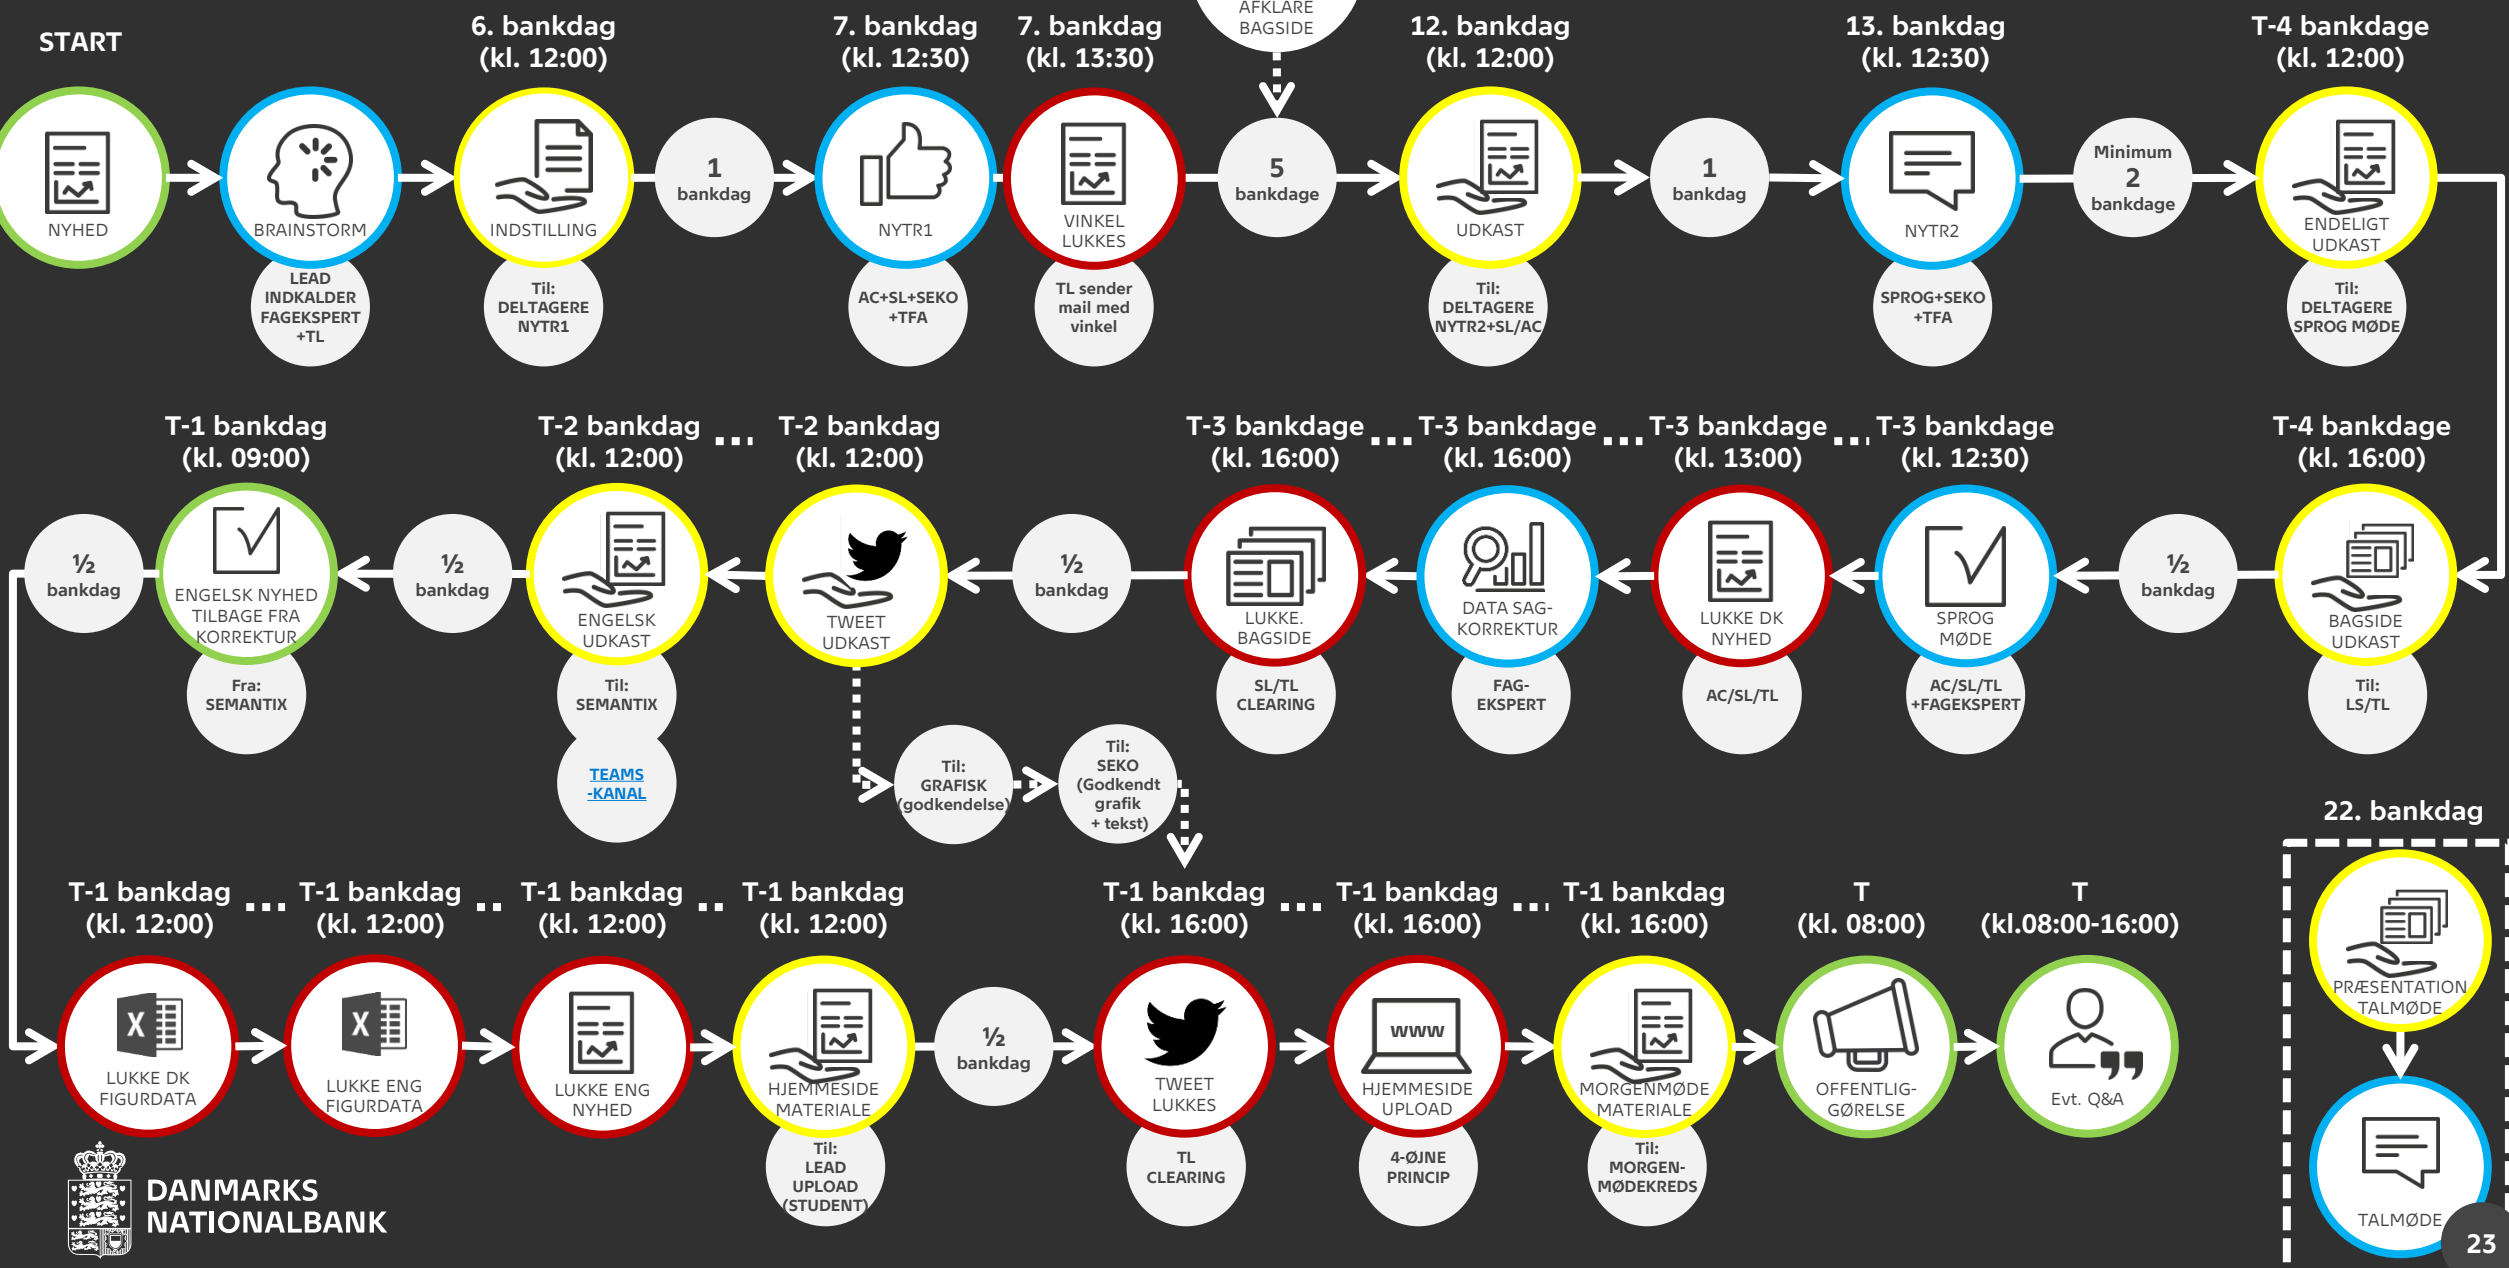 AFKLARE
BAGSIDE
START
6. bankdag
(kl. 12:00)
7. bankdag
(kl. 12:30)
7. bankdag
(kl. 13:30)
12. bankdag
(kl. 12:00)
13. bankdag
(kl. 12:30)
T-4 bankdage
(kl. 12:00)
NYHED
BRAINSTORM
LEAD
INDKALDER
FAGEKSPERT
+TL
INDSTILLING
Til:
DELTAGERE
NYTR1
1
bankdag
NYTR1
AC+SL+SEKO
+TFA
VINKEL
LUKKES
TL sender
mail med
vinkel
5
bankdage
UDKAST
Til:
DELTAGERE
NYTR2+SL/AC
1
bankdag
NYTR2
SPROG+SEKO
+TFA
Minimum
2
bankdage
ENDELIGT
UDKAST
Til:
DELTAGERE
SPROG MØDE
T-1 bankdag
(kl. 09:00)
T-2 bankdag
(kl. 12:00)
...
T-2 bankdag
(kl. 12:00)
T-3 bankdage
(kl. 16:00)
...
T-3 bankdage
(kl. 16:00)
...
T-3 bankdage
(kl. 13:00)
...
T-3 bankdage
(kl. 12:30)
T-4 bankdage
(kl. 16:00)
½
bankdag
ENGELSK NYHED
TILBAGE FRA
KORREKTUR
Fra:
SEMANTIX
½
bankdag
ENGELSK
UDKAST
Til:
SEMANTIX
TEAMS
-KANAL
TWEET
UDKAST
Til:
GRAFISK
(godkendelse)
Til:
SEKO
(Godkendt
grafik
+ tekst)
½
bankdag
LUKKE.
BAGSIDE
SL/TL
CLEARING
DATA SAG-
KORREKTUR
FAG-
EKSPERT
LUKKE DK
NYHED
AC/SL/TL
SPROG
MØDE
AC/SL/TL
+FAGEKSPERT
½
bankdag
BAGSIDE
UDKAST
Til:
LS/TL
T-1 bankdag
(kl. 12:00)
...
T-1 bankdag
(kl. 12:00)
..
T-1 bankdag
(kl. 12:00)
..
T-1 bankdag
(kl. 12:00)
T-1 bankdag
(kl. 16:00)
...
T-1 bankdag
(kl. 16:00)
...
T-1 bankdag
(kl. 16:00)
T
(kl. 08:00)
T
(kl.08:00-16:00)
22. bankdag
X
LUKKE DK
FIGURDATA
X
LUKKE ENG
FIGURDATA
LUKKE ENG
NYHED
HJEMMESIDE
MATERIALE
Til:
LEAD
UPLOAD
(STUDENT)
½
bankdag
TWEET
LUKKES
TL
CLEARING
www
HJEMMESIDE
UPLOAD
4-ØJNE
PRINCIP
MORGENMØDE
MATERIALE
Til:
MORGEN-
MØDEKREDS
OFFENTLIG-
GØRELSE
Evt. Q&A
PRÆSENTATION
TALMØDE
TALMØDE
DANMARKS
NATIONALBANK
23